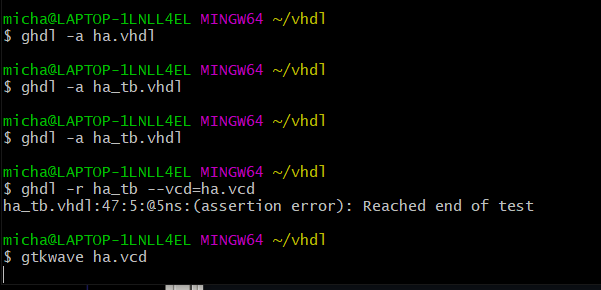 micha@LAPTOP-1LNLL4EL MINGW64 ~/vhdl
$ ghdl -a ha.vhdl
micha@LAPTOP-1LNLL4EL MINGW64 ~/vhdl
$ ghdl -a ha_tb.vhdl
micha@LAPTOP-1LNLL4EL MINGW64 ~/vhdl
$ ghdl -a ha_tb.vhdl
micha@LAPTOP-1LNLL4EL MINGW64 ~/vhdl
$ ghdl -r ha_tb --vcd=ha.vcd
ha_tb.vhdl:47:5:@5ns:(assertion error): Reached end of test
micha@LAPTOP-1LNLL4EL MINGW64 ~/vhdl
$ gtkwave ha.vcd